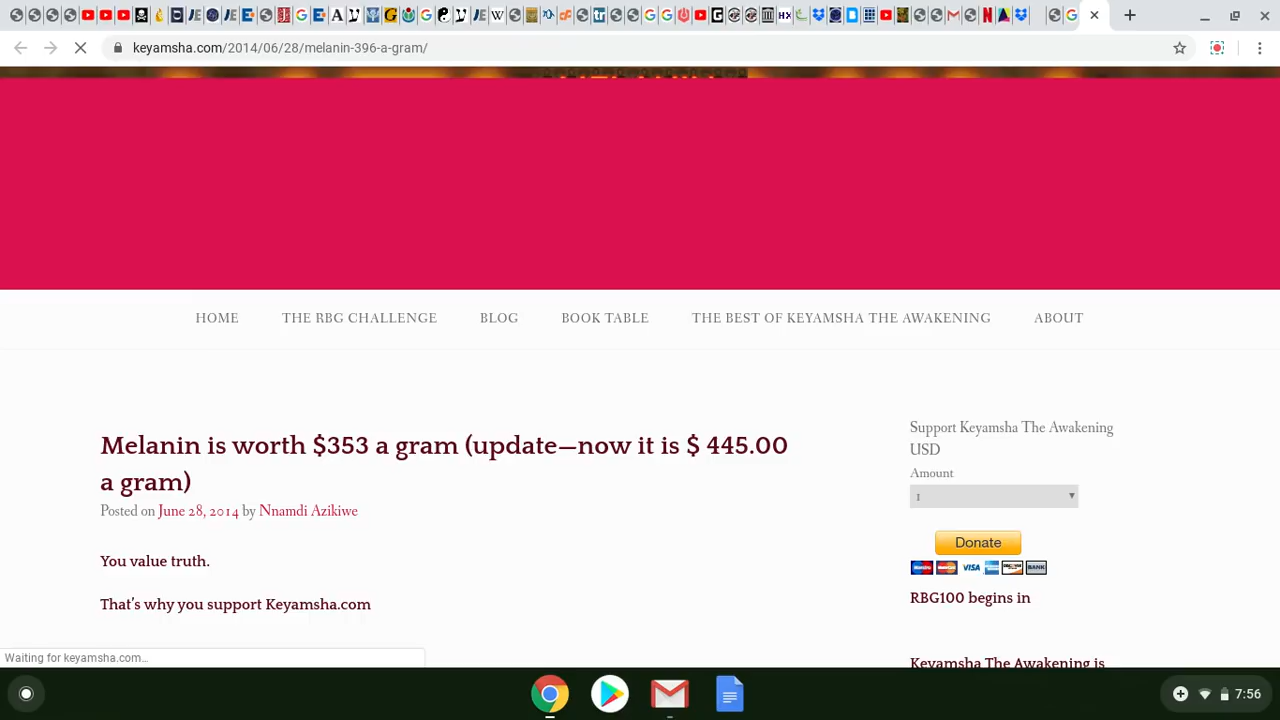 keyamsha.com/2014/06/28/melanin-396-a-gram/
HOME THE RBG CHALLENGE BLOG BOOK TABLE THE BEST OF KEYAMSHA THE AWAKENING ABOUT
Melanin is worth $353 a gram (update—now it is $ 445.00
a gram)
Posted on June 28, 2014 by Nnamdi Azikiwe
You value truth.
That's why you support Keyamsha.com
Support Keyamsha The Awakening
USD
Amount
1
Donate
VISA
BANK
RBG100 begins in
Keyamsha The Awakening is
Waiting for keyamsha.com...
7:56